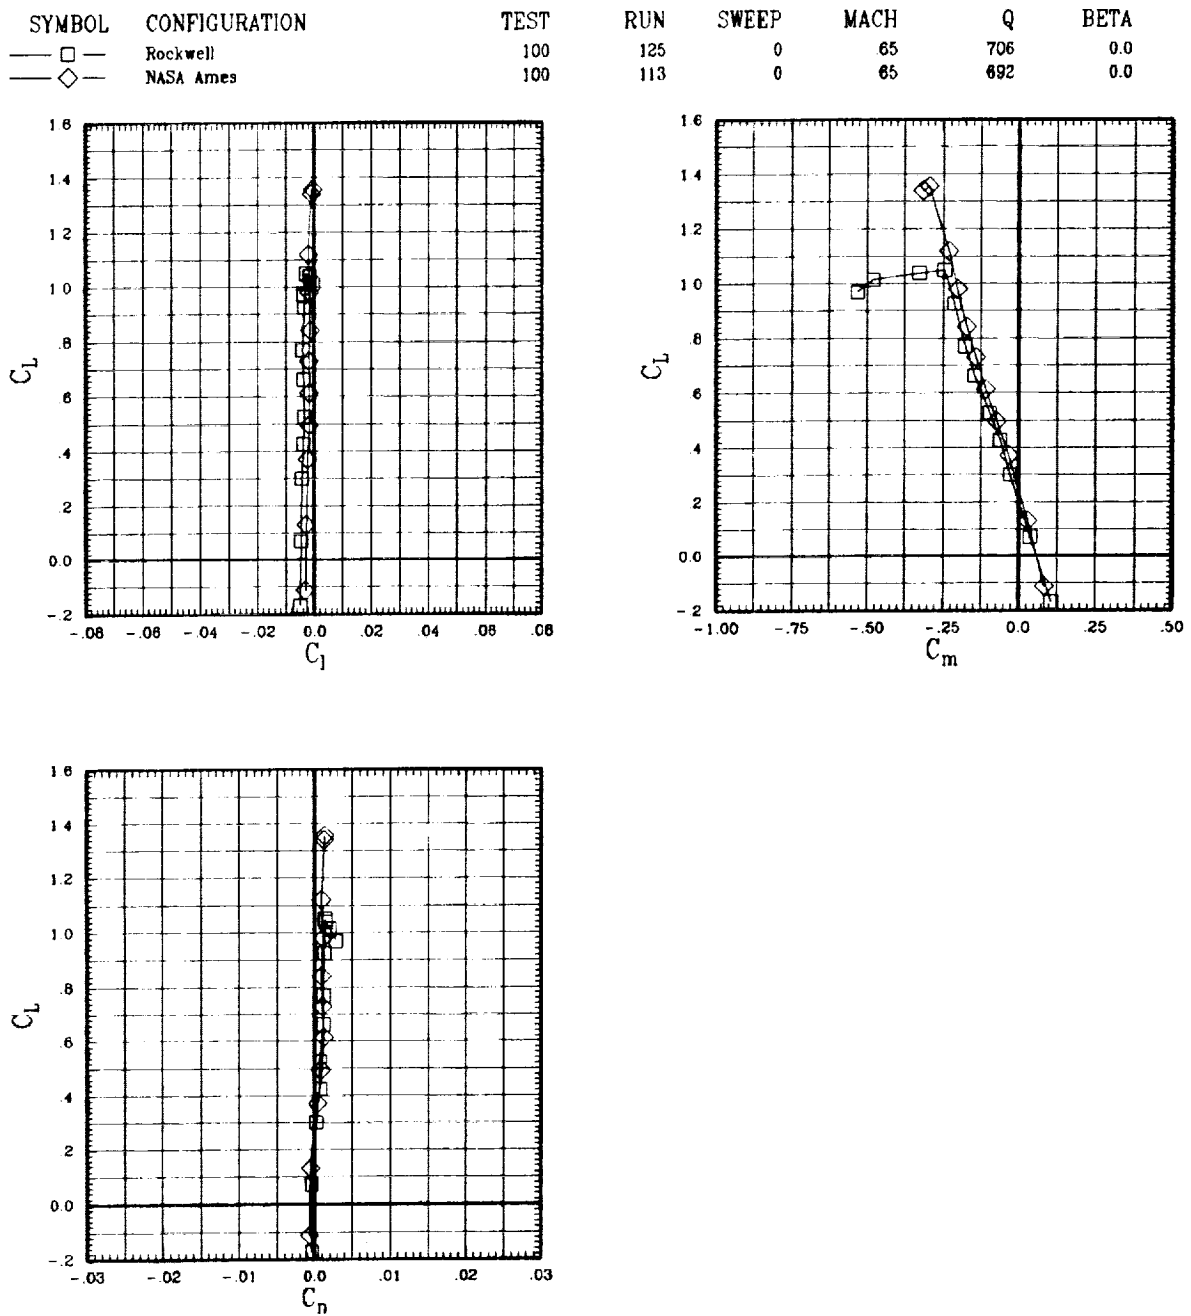 SYMBOL CONFIGURATION TEST RUN SWEEP MACH Q BETA
Rockwell 100 125 0 .65 706 0.0
NASA Ames 100 113 0 .65 692 0.0
1.6
1.4
1.2
1.0
.8
.6
.4
.2
0.0
-.2
C_L
-.08 -.06 -.04 -.02 0.0 .02 .04 .06 .08
C_l
1.6
1.4
1.2
1.0
.8
.6
.4
.2
0.0
-.2
C_L
-1.00 -.75 -.50 -.25 0.0 .25 .50
C_m
1.6
1.4
1.2
1.0
.8
.6
.4
.2
0.0
-.2
C_L
-.03 -.02 -.01 0.0 .01 .02 .03
C_n